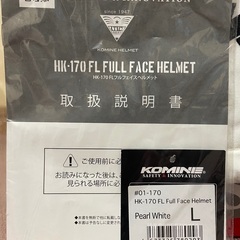 since 1947
KOMINE HELMET
HK-170 FL FULL FACE HELMET
HK-170 FLフルフェイスヘルメット
取扱説明書
ご使用前に必
お読みになった後は、
見られる場所に必
KOMINE
SAFETY & INNOVATION
#01-170
HK-170 FL Full Face Helmet
Pearl White
L